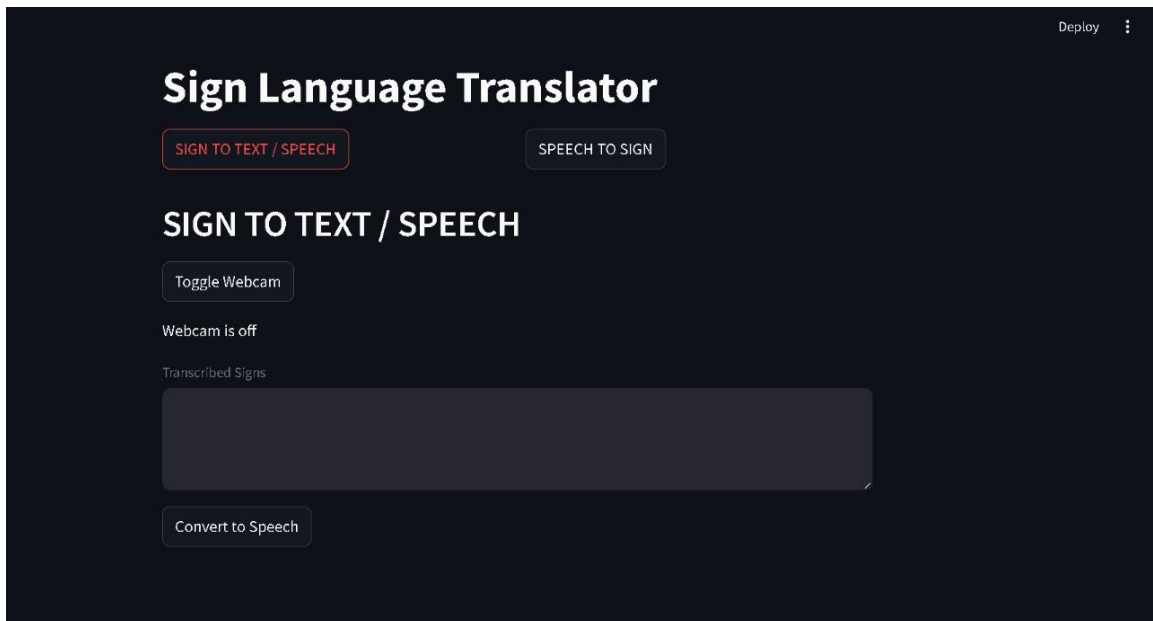 Deploy
Sign Language Translator
SIGN TO TEXT / SPEECH
SPEECH TO SIGN
SIGN TO TEXT / SPEECH
Toggle Webcam
Webcam is off
Transcribed Signs
Convert to Speech